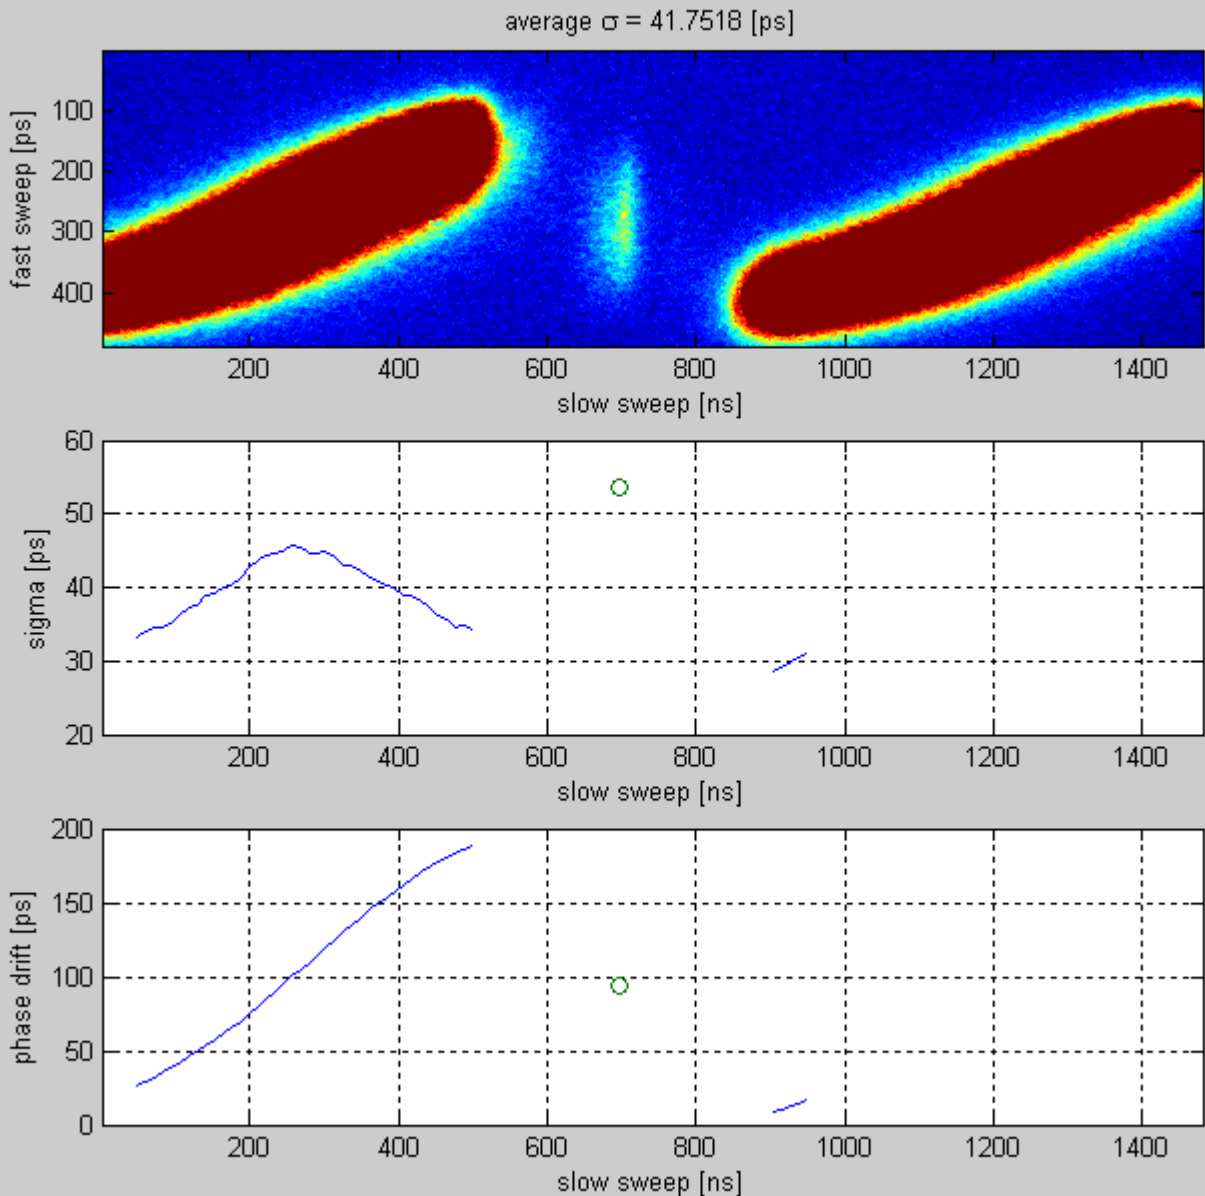 average σ = 41.7518 [ps]
fast sweep [ps]
100
200
300
400
200 400 600 800 1000 1200 1400
slow sweep [ns]
sigma [ps]
60
50
40
30
20
200 400 600 800 1000 1200 1400
slow sweep [ns]
phase drift [ps]
200
150
100
50
0
200 400 600 800 1000 1200 1400
slow sweep [ns]